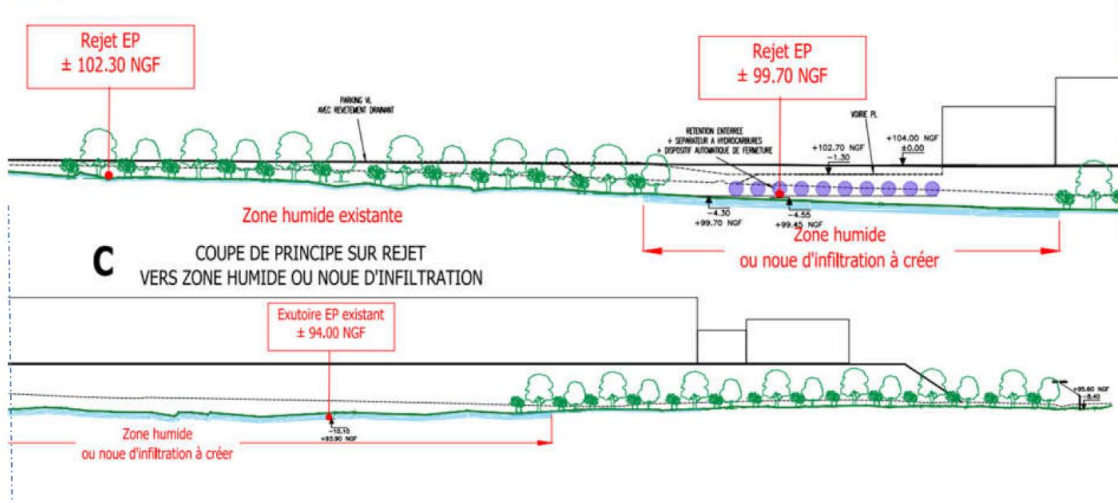 Rejet EP
± 102.30 NGF
Rejet EP
± 99.70 NGF
PARKING VL
AVEC REVETEMENT DRAINANT
RETENTION ENTERREE
+ SEPARATEUR A HYDROCARBURES
+ DISPOSITIF AUTOMATIQUE DE FERMETURE
VOIRIE PL
+104.00 NGF
±0.00
+102.70 NGF
-1.30
Zone humide existante
-4.30
+99.70 NGF
-4.55
+99.45 NGF
Zone humide
ou noue d'infiltration à créer
C
COUPE DE PRINCIPE SUR REJET
VERS ZONE HUMIDE OU NOUE D'INFILTRATION
Exutoire EP existant
± 94.00 NGF
+95.60 NGF
-8.40
-10.10
+93.90 NGF
Zone humide
ou noue d'infiltration à créer